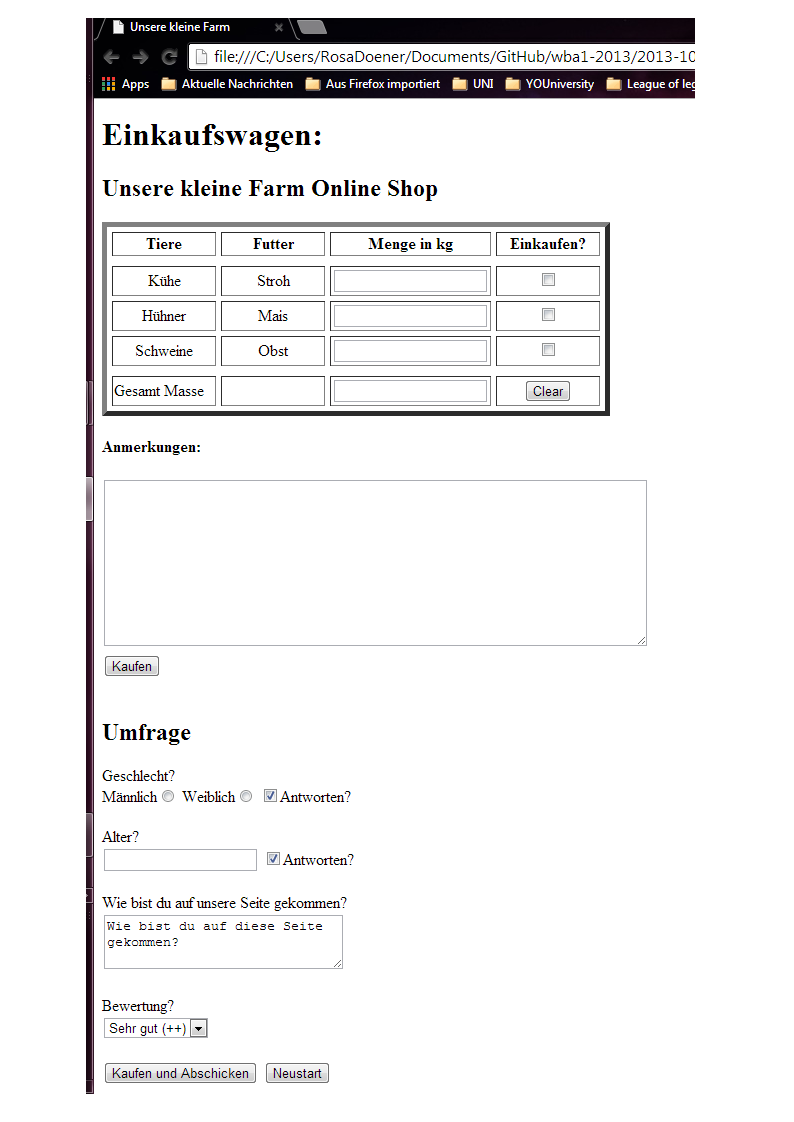 Unsere kleine Farm
file:///C:/Users/RosaDoener/Documents/GitHub/wba1-2013/2013-10
Apps Aktuelle Nachrichten Aus Firefox importiert UNI YOUniversity League of leg
Einkaufswagen:
Unsere kleine Farm Online Shop
Tiere Futter Menge in kg Einkaufen?
Kühe Stroh
Hühner Mais
Schweine Obst
Gesamt Masse Clear
Anmerkungen:
Kaufen
Umfrage
Geschlecht?
Männlich Weiblich Antworten?
Alter?
Antworten?
Wie bist du auf unsere Seite gekommen?
Wie bist du auf diese Seite
gekommen?
Bewertung?
Sehr gut (++)
Kaufen und Abschicken Neustart